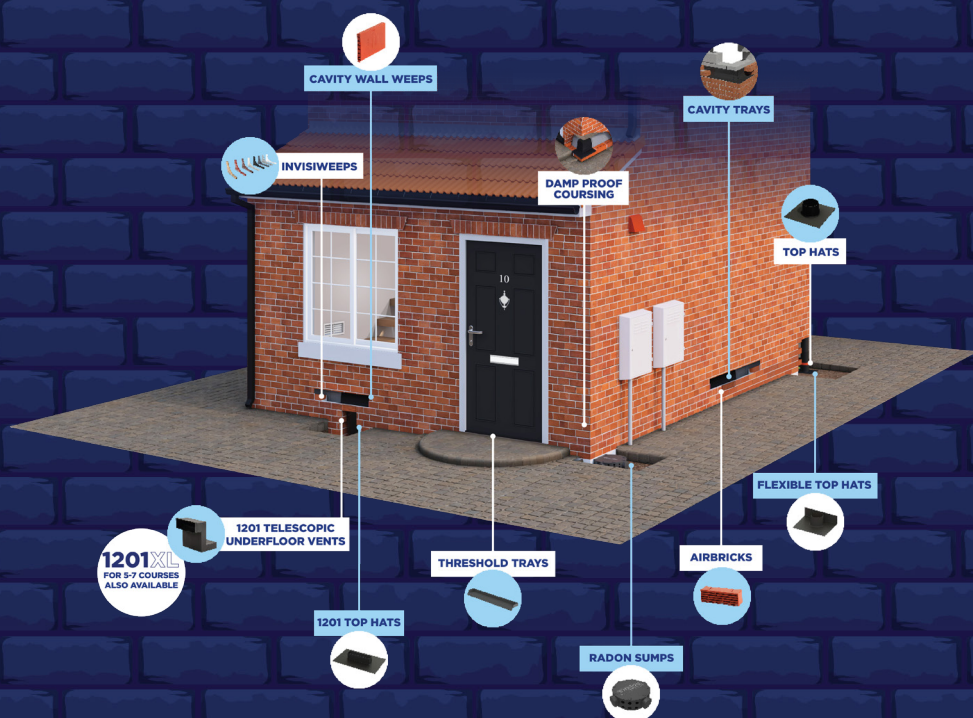 CAVITY WALL WEEPS
CAVITY TRAYS
INVISIWEEPS
DAMP PROOF
COURSING
TOP HATS
10
FLEXIBLE TOP HATS
1201 TELESCOPIC
UNDERFLOOR VENTS
1201XL
FOR 5-7 COURSES
ALSO AVAILABLE
THRESHOLD TRAYS
AIRBRICKS
1201 TOP HATS
RADON SUMPS